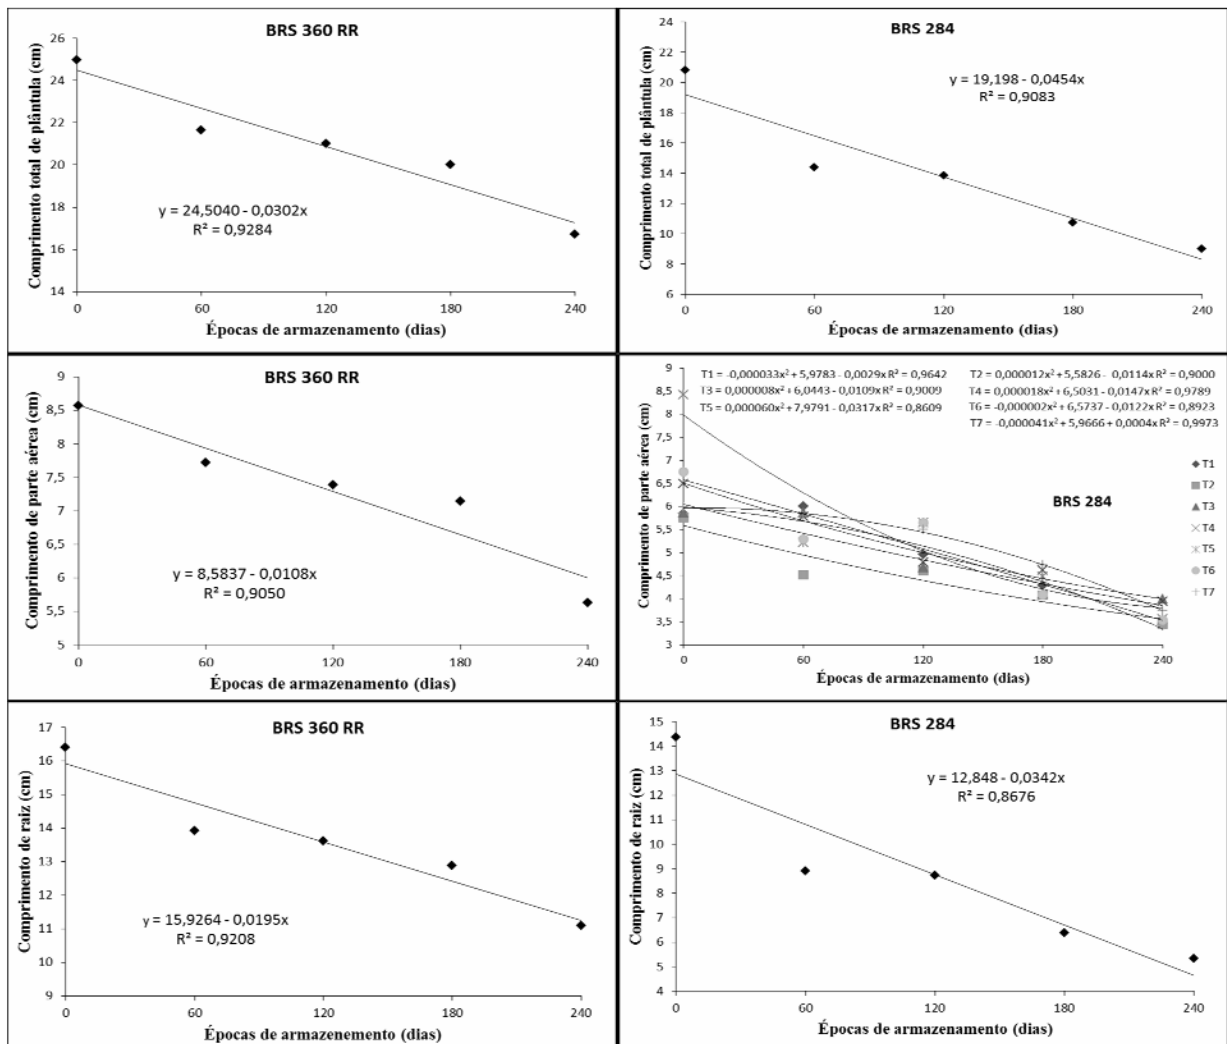 BRS 360 RR
Comprimento total de plântula (cm)
26
24
22
20
18
16
14
y = 24,5040 - 0,0302x
R² = 0,9284
0 60 120 180 240
Épocas de armazenamento (dias)
BRS 284
Comprimento total de plântula (cm)
24
22
20
18
16
14
12
10
8
6
y = 19,198 - 0,0454x
R² = 0,9083
0 60 120 180 240
Épocas de armazenamento (dias)
BRS 360 RR
Comprimento de parte aérea (cm)
9
8,5
8
7,5
7
6,5
6
5,5
5
y = 8,5837 - 0,0108x
R² = 0,9050
0 60 120 180 240
Épocas de armazenamento (dias)
T1 = -0,000033x² + 5,9783 - 0,0029x R² = 0,9642
T2 = 0,000012x² + 5,5826 - 0,0114x R² = 0,9000
T3 = 0,000008x² + 6,0443 - 0,0109x R² = 0,9009
T4 = 0,000018x² + 6,5031 - 0,0147x R² = 0,9789
T5 = 0,000060x² + 7,9791 - 0,0317x R² = 0,8609
T6 = -0,000002x² + 6,5737 - 0,0122x R² = 0,8923
T7 = -0,000041x² + 5,9666 + 0,0004x R² = 0,9973
Comprimento de parte aérea (cm)
9
8,5
8
7,5
7
6,5
6
5,5
5
4,5
4
3,5
3
BRS 284
T1
T2
T3
T4
T5
T6
T7
0 60 120 180 240
Épocas de armazenamento (dias)
BRS 360 RR
Comprimento de raiz (cm)
17
16
15
14
13
12
11
10
9
y = 15,9264 - 0,0195x
R² = 0,9208
0 60 120 180 240
Épocas de armazenemento (dias)
BRS 284
Comprimento de raiz (cm)
15
14
13
12
11
10
9
8
7
6
5
4
y = 12,848 - 0,0342x
R² = 0,8676
0 60 120 180 240
Épocas de armazenamento (dias)